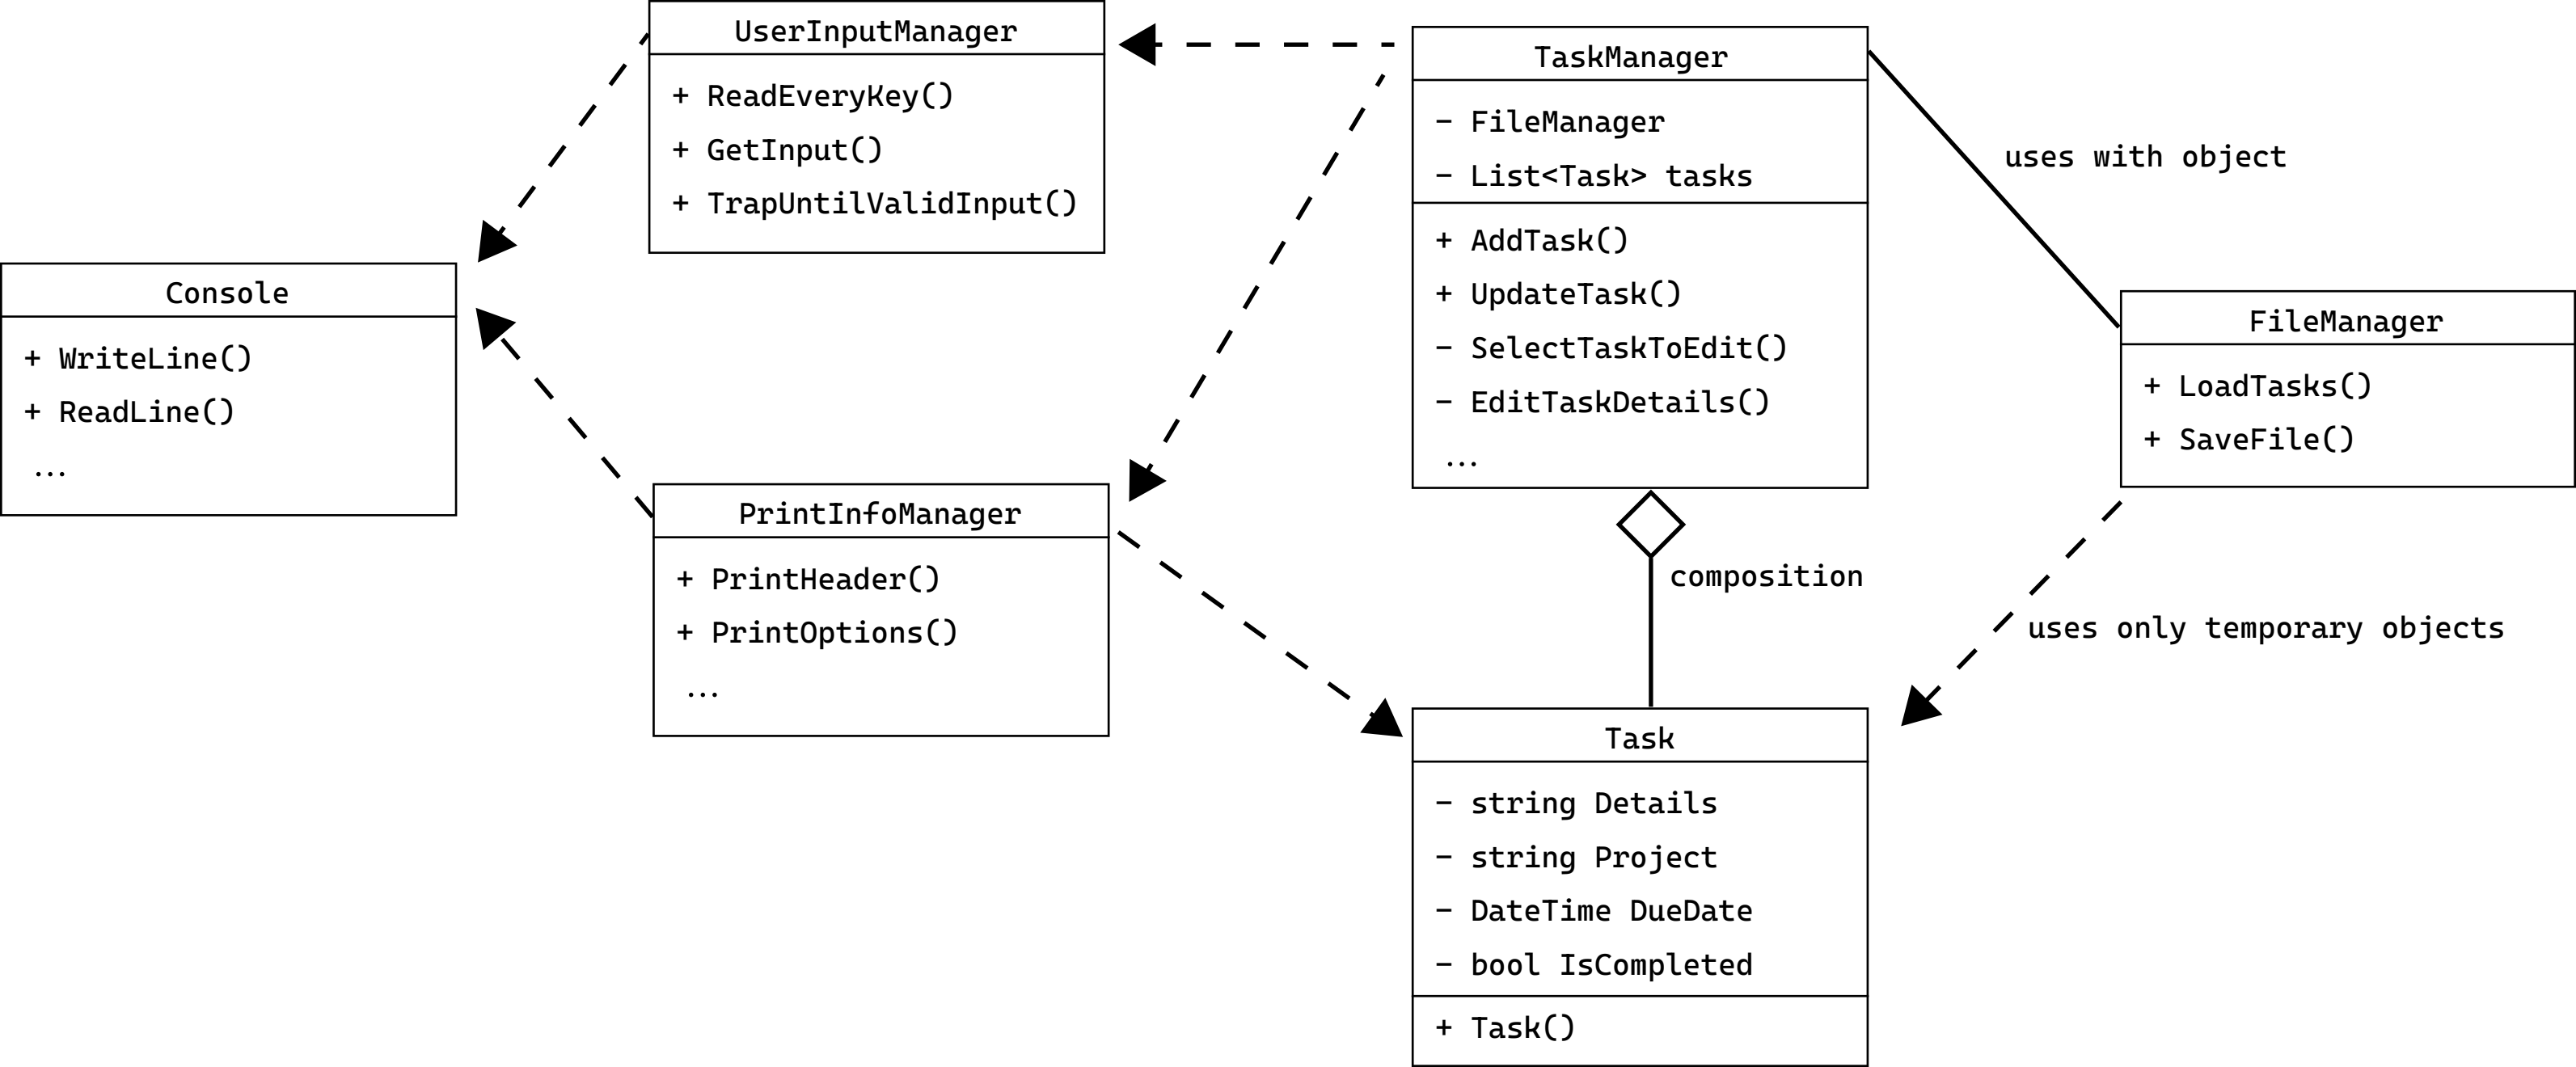 UserInputManager
+ ReadEveryKey()
+ GetInput()
+ TrapUntilValidInput()
TaskManager
- FileManager
- List<Task> tasks
+ AddTask()
+ UpdateTask()
- SelectTaskToEdit()
- EditTaskDetails()
...
uses with object
Console
+ WriteLine()
+ ReadLine()
...
FileManager
+ LoadTasks()
+ SaveFile()
PrintInfoManager
+ PrintHeader()
+ PrintOptions()
...
composition
uses only temporary objects
Task
- string Details
- string Project
- DateTime DueDate
- bool IsCompleted
+ Task()